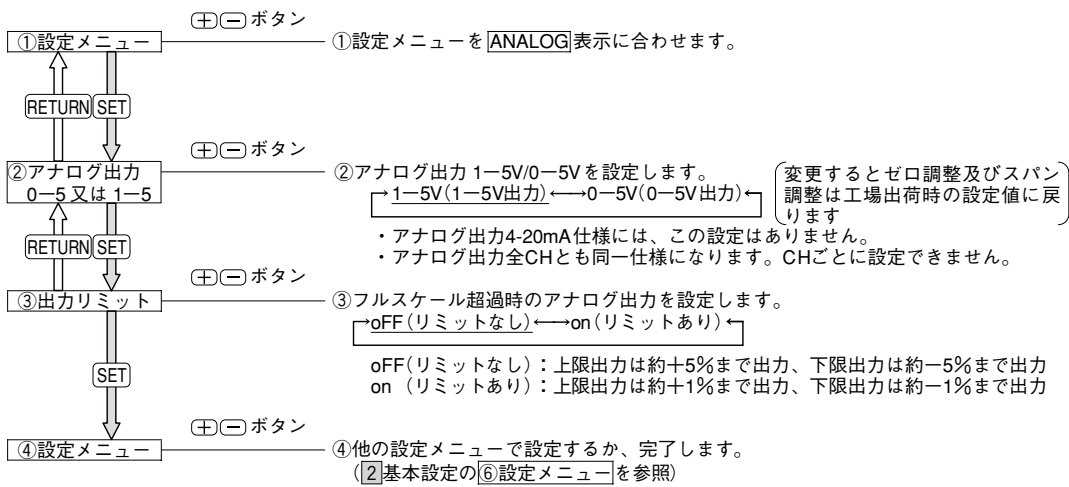 ⊕⊖ボタン
①設定メニュー
①設定メニューをANALOG表示に合わせます。
RETURN SET
⊕⊖ボタン
②アナログ出力
0―5又は1―5
②アナログ出力 1―5V/0―5Vを設定します。
→1―5V(1―5V出力)←→0―5V(0―5V出力)←
変更するとゼロ調整及びスパン
調整は工場出荷時の設定値に戻
ります
・アナログ出力4-20mA仕様には、この設定はありません。
・アナログ出力全CHとも同一仕様になります。CHごとに設定できません。
RETURN SET
⊕⊖ボタン
③出力リミット
③フルスケール超過時のアナログ出力を設定します。
→oFF(リミットなし)←→on(リミットあり)←
oFF(リミットなし)：上限出力は約＋5％まで出力、下限出力は約－5％まで出力
on (リミットあり)：上限出力は約＋1％まで出力、下限出力は約－1％まで出力
SET
⊕⊖ボタン
④設定メニュー
④他の設定メニューで設定するか、完了します。
(2基本設定の⑥設定メニューを参照)